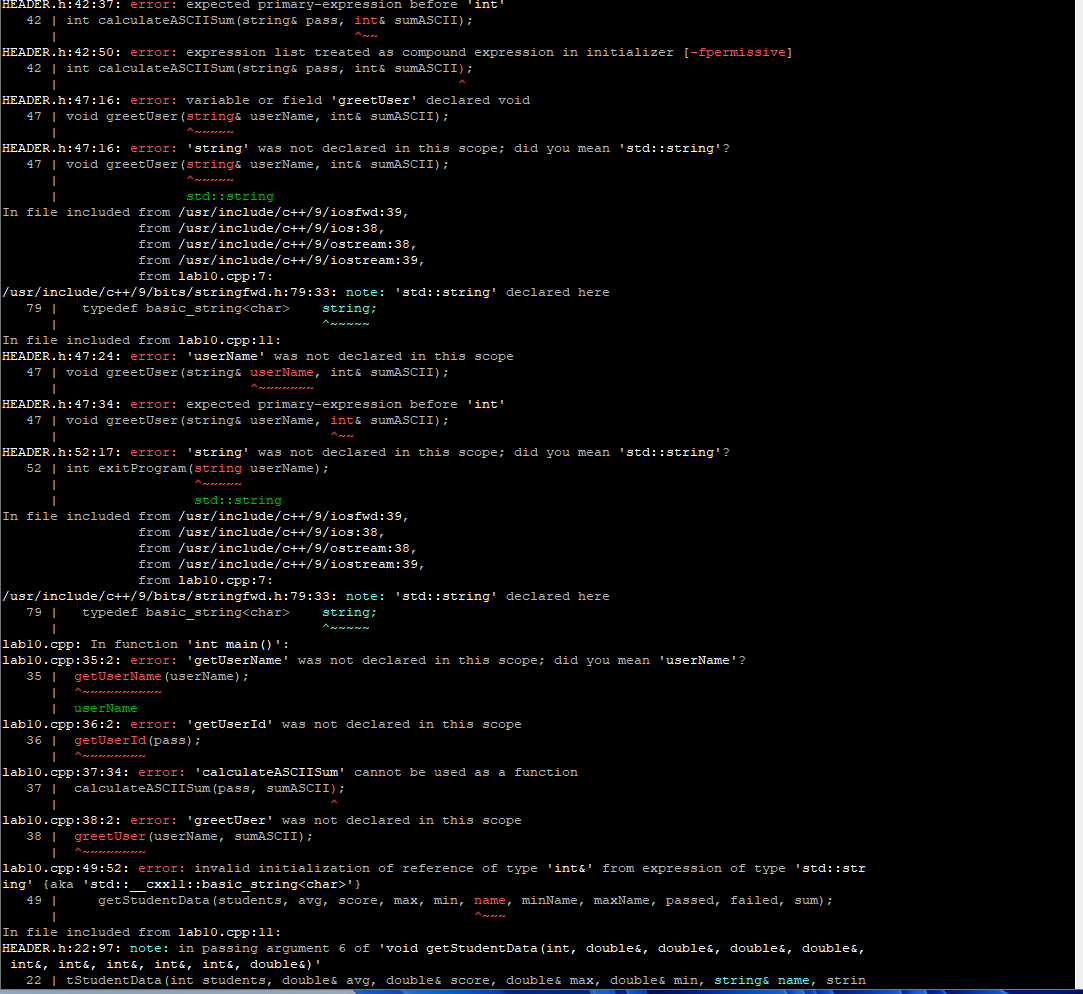 HEADER.h:42:37: error: expected primary-expression before 'int'
   42 | int calculateASCIISum(string& pass, int& sumASCII);
      |                                     ^~~
HEADER.h:42:50: error: expression list treated as compound expression in initializer [-fpermissive]
   42 | int calculateASCIISum(string& pass, int& sumASCII);
      |                                                  ^
HEADER.h:47:16: error: variable or field 'greetUser' declared void
   47 | void greetUser(string& userName, int& sumASCII);
      |                ^~~~~~
HEADER.h:47:16: error: 'string' was not declared in this scope; did you mean 'std::string'?
   47 | void greetUser(string& userName, int& sumASCII);
      |                ^~~~~~
      |                std::string
In file included from /usr/include/c++/9/iosfwd:39,
                 from /usr/include/c++/9/ios:38,
                 from /usr/include/c++/9/ostream:38,
                 from /usr/include/c++/9/iostream:39,
                 from lab10.cpp:7:
/usr/include/c++/9/bits/stringfwd.h:79:33: note: 'std::string' declared here
   79 |   typedef basic_string<char>    string;
      |                                 ^~~~~~
In file included from lab10.cpp:11:
HEADER.h:47:24: error: 'userName' was not declared in this scope
   47 | void greetUser(string& userName, int& sumASCII);
      |                        ^~~~~~~~
HEADER.h:47:34: error: expected primary-expression before 'int'
   47 | void greetUser(string& userName, int& sumASCII);
      |                                  ^~~
HEADER.h:52:17: error: 'string' was not declared in this scope; did you mean 'std::string'?
   52 | int exitProgram(string userName);
      |                 ^~~~~~
      |                 std::string
In file included from /usr/include/c++/9/iosfwd:39,
                 from /usr/include/c++/9/ios:38,
                 from /usr/include/c++/9/ostream:38,
                 from /usr/include/c++/9/iostream:39,
                 from lab10.cpp:7:
/usr/include/c++/9/bits/stringfwd.h:79:33: note: 'std::string' declared here
   79 |   typedef basic_string<char>    string;
      |                                 ^~~~~~
lab10.cpp: In function 'int main()':
lab10.cpp:35:2: error: 'getUserName' was not declared in this scope; did you mean 'userName'?
   35 |  getUserName(userName);
      |  ^~~~~~~~~~~
      |  userName
lab10.cpp:36:2: error: 'getUserId' was not declared in this scope
   36 |  getUserId(pass);
      |  ^~~~~~~~~
lab10.cpp:37:34: error: 'calculateASCIISum' cannot be used as a function
   37 |  calculateASCIISum(pass, sumASCII);
      |                                  ^
lab10.cpp:38:2: error: 'greetUser' was not declared in this scope
   38 |  greetUser(userName, sumASCII);
      |  ^~~~~~~~~
lab10.cpp:49:52: error: invalid initialization of reference of type 'int&' from expression of type 'std::str
ing' {aka 'std::__cxx11::basic_string<char>'}
   49 |     getStudentData(students, avg, score, max, min, name, minName, maxName, passed, failed, sum);
      |                                                    ^~~~
In file included from lab10.cpp:11:
HEADER.h:22:97: note: in passing argument 6 of 'void getStudentData(int, double&, double&, double&, double&,
 int&, int&, int&, int&, int&, double&)'
   22 | tStudentData(int students, double& avg, double& score, double& max, double& min, string& name, strin